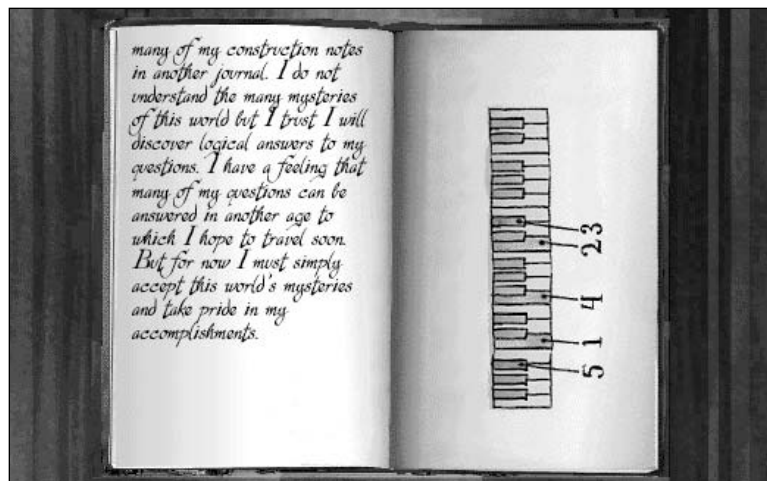 many of my construction notes
in another journal. I do not
understand the many mysteries
of this world but I trust I will
discover logical answers to my
questions. I have a feeling that
many of my questions can be
answered in another age to
which I hope to travel soon.
But for now I must simply
accept this world's mysteries
and take pride in my
accomplishments.
5 1 4 2 3